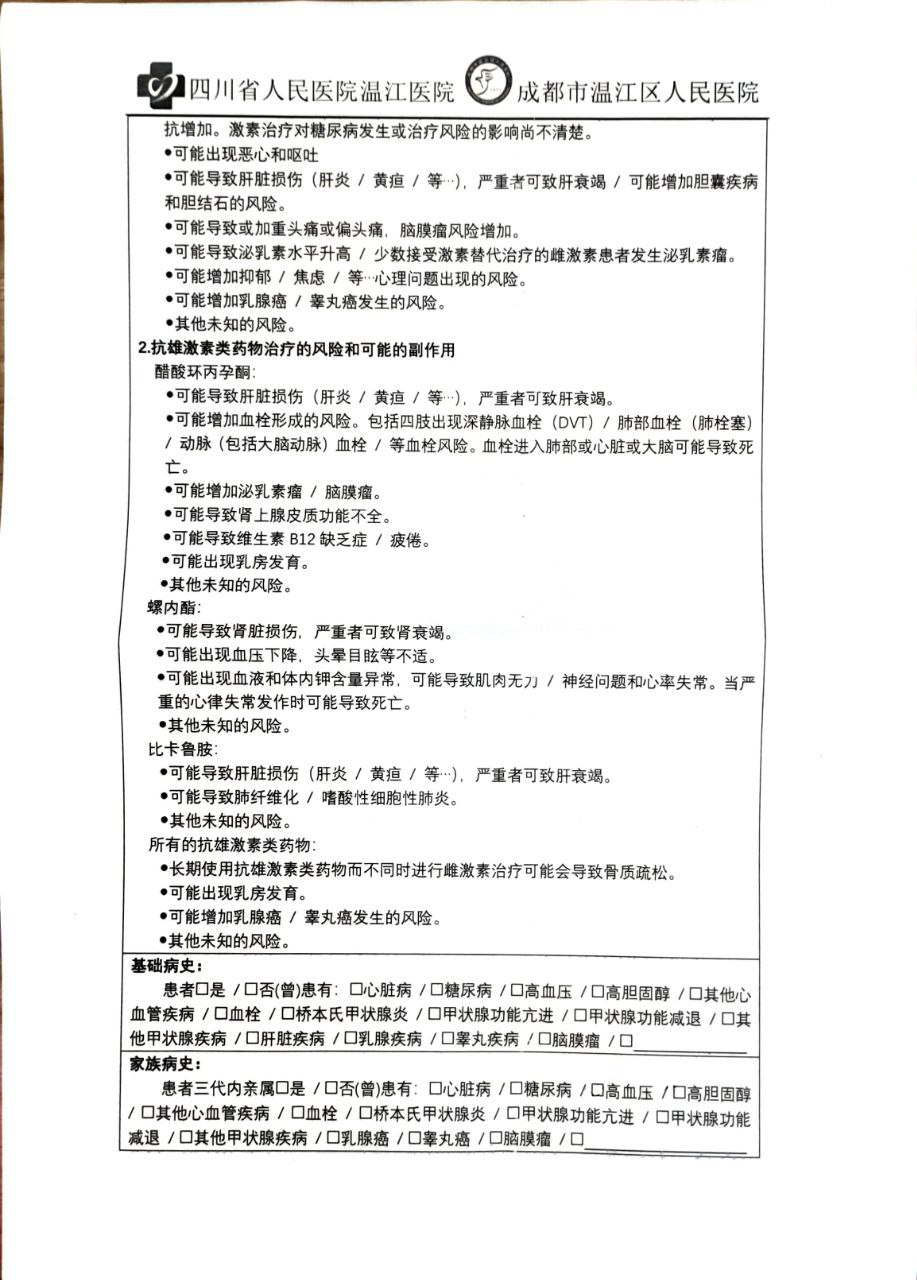 四川省人民医院温江医院 成都市温江区人民医院
抗增加。激素治疗对糖尿病发生或治疗风险的影响尚不清楚。
●可能出现恶心和呕吐
●可能导致肝脏损伤（肝炎 / 黄疸 / 等…），严重者可致肝衰竭 / 可能增加胆囊疾病
和胆结石的风险。
●可能导致或加重头痛或偏头痛，脑膜瘤风险增加。
●可能导致泌乳素水平升高 / 少数接受激素替代治疗的雌激素患者发生泌乳素瘤。
●可能增加抑郁 / 焦虑 / 等…心理问题出现的风险。
●可能增加乳腺癌 / 睾丸癌发生的风险。
●其他未知的风险。
2.抗雄激素类药物治疗的风险和可能的副作用
醋酸环丙孕酮：
●可能导致肝脏损伤（肝炎 / 黄疸 / 等…），严重者可致肝衰竭。
●可能增加血栓形成的风险。包括四肢出现深静脉血栓（DVT）/ 肺部血栓（肺栓塞）
/ 动脉（包括大脑动脉）血栓 / 等血栓风险。血栓进入肺部或心脏或大脑可能导致死
亡。
●可能增加泌乳素瘤 / 脑膜瘤。
●可能导致肾上腺皮质功能不全。
●可能导致维生素 B12 缺乏症 / 疲倦。
●可能出现乳房发育。
●其他未知的风险。
螺内酯：
●可能导致肾脏损伤，严重者可致肾衰竭。
●可能出现血压下降，头晕目眩等不适。
●可能出现血液和体内钾含量异常，可能导致肌肉无力 / 神经问题和心率失常。当严
重的心律失常发作时可能导致死亡。
●其他未知的风险。
比卡鲁胺：
●可能导致肝脏损伤（肝炎 / 黄疸 / 等…），严重者可致肝衰竭。
●可能导致肺纤维化 / 嗜酸性细胞性肺炎。
●其他未知的风险。
所有的抗雄激素类药物：
●长期使用抗雄激素类药物而不同时进行雌激素治疗可能会导致骨质疏松。
●可能出现乳房发育。
●可能增加乳腺癌 / 睾丸癌发生的风险。
●其他未知的风险。
基础病史：
患者☐是 / ☐否(曾)患有：☐心脏病 / ☐糖尿病 / ☐高血压 / ☐高胆固醇 / ☐其他心
血管疾病 / ☐血栓 / ☐桥本氏甲状腺炎 / ☐甲状腺功能亢进 / ☐甲状腺功能减退 / ☐其
他甲状腺疾病 / ☐肝脏疾病 / ☐乳腺疾病 / ☐睾丸疾病 / ☐脑膜瘤 / ☐____________
家族病史：
患者三代内亲属☐是 / ☐否(曾)患有：☐心脏病 / ☐糖尿病 / ☐高血压 / ☐高胆固醇
/ ☐其他心血管疾病 / ☐血栓 / ☐桥本氏甲状腺炎 / ☐甲状腺功能亢进 / ☐甲状腺功能
减退 / ☐其他甲状腺疾病 / ☐乳腺癌 / ☐睾丸癌 / ☐脑膜瘤 / ☐____________